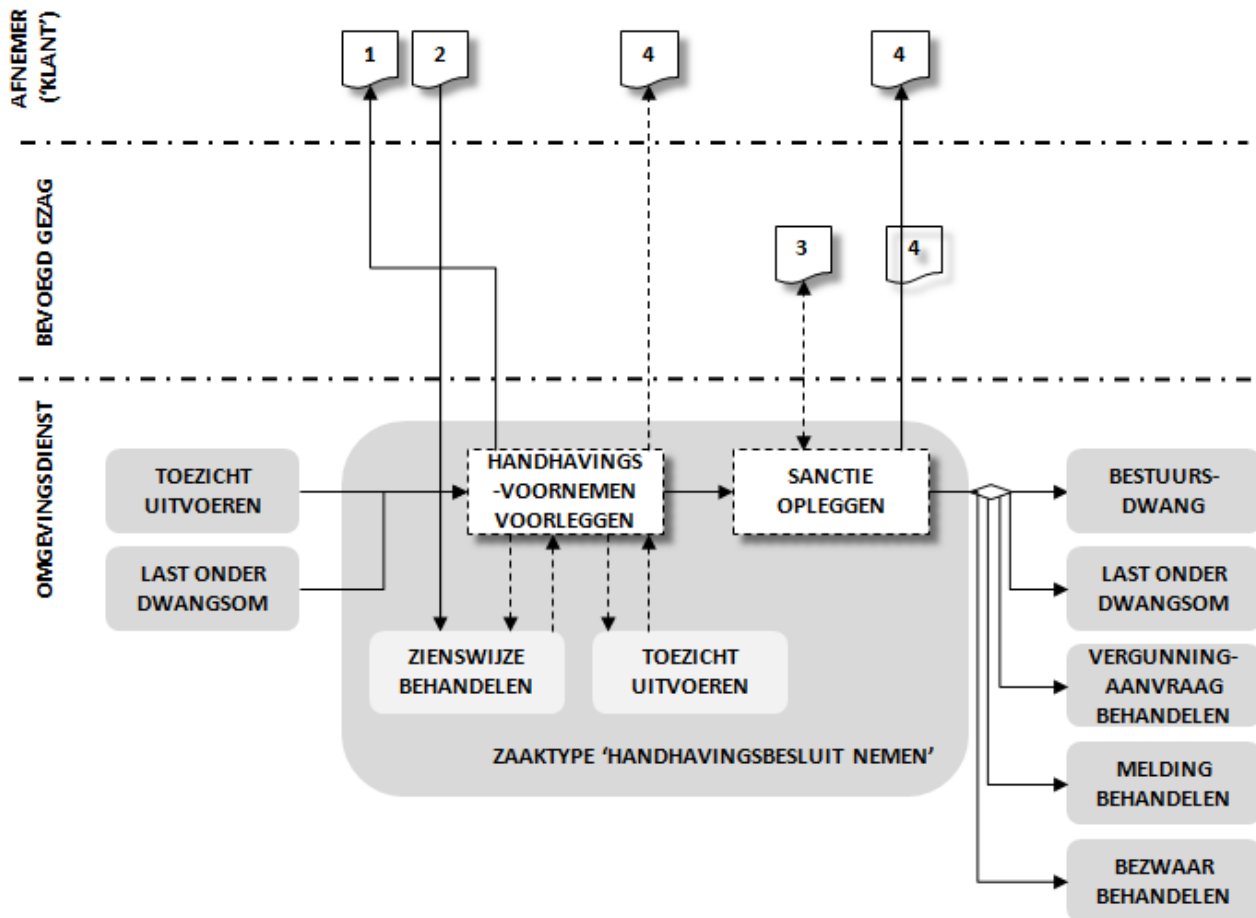 AFNEMER
('KLANT')
1
2
4
4
BEVOEGD GEZAG
3
4
OMGEVINGSDIENST
TOEZICHT
UITVOEREN
LAST ONDER
DWANGSOM
HANDHAVINGS
-VOORNEMEN
VOORLEGGEN
SANCTIE
OPLEGGEN
ZIENSWIJZE
BEHANDELEN
TOEZICHT
UITVOEREN
ZAAKTYPE ‘HANDHAVINGSBESLUIT NEMEN’
BESTUURS-
DWANG
LAST ONDER
DWANGSOM
VERGUNNING-
AANVRAAG
BEHANDELEN
MELDING
BEHANDELEN
BEZWAAR
BEHANDELEN